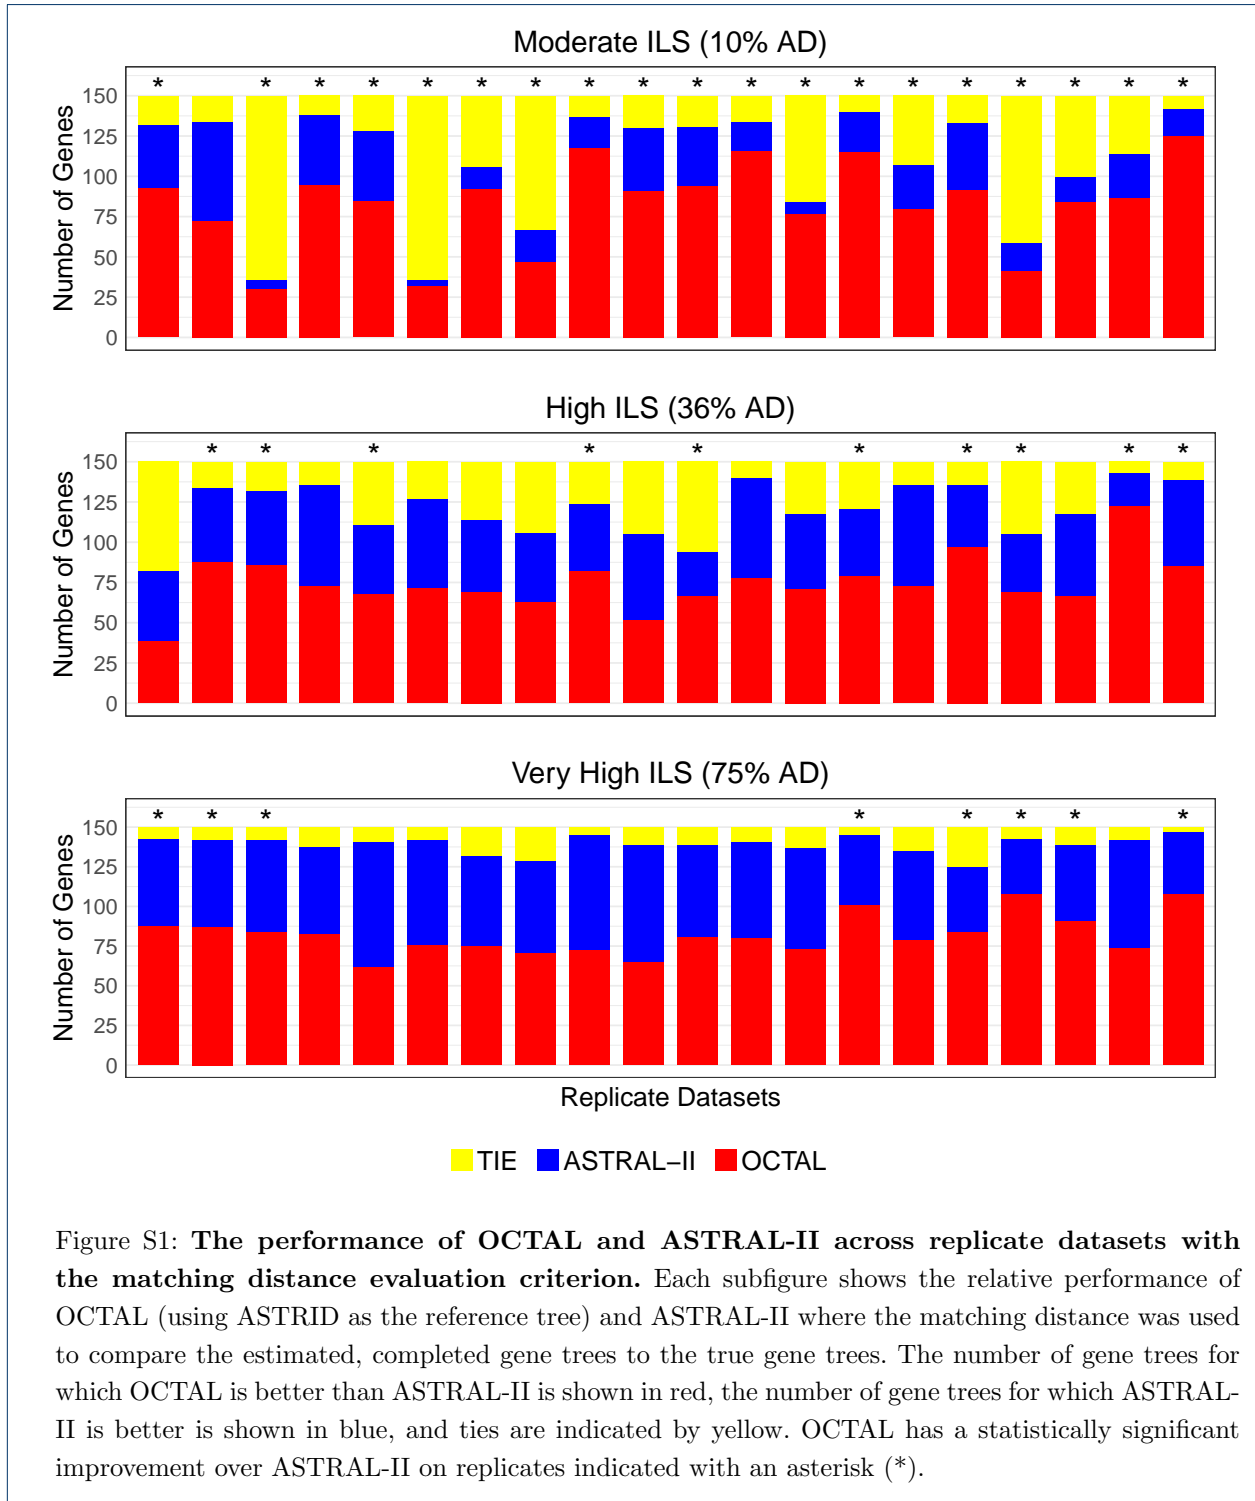 Moderate ILS (10% AD)
* * * * * * * * * * * * * * * * * * *
Number of Genes
150
125
100
75
50
25
0
High ILS (36% AD)
* * * * * * * * * *
Number of Genes
150
125
100
75
50
25
0
Very High ILS (75% AD)
* * * * * * * *
Number of Genes
150
125
100
75
50
25
0
Replicate Datasets
TIE ASTRAL−II OCTAL
Figure S1: The performance of OCTAL and ASTRAL-II across replicate datasets with
the matching distance evaluation criterion. Each subfigure shows the relative performance of
OCTAL (using ASTRID as the reference tree) and ASTRAL-II where the matching distance was used
to compare the estimated, completed gene trees to the true gene trees. The number of gene trees for
which OCTAL is better than ASTRAL-II is shown in red, the number of gene trees for which ASTRAL-
II is better is shown in blue, and ties are indicated by yellow. OCTAL has a statistically significant
improvement over ASTRAL-II on replicates indicated with an asterisk (*).